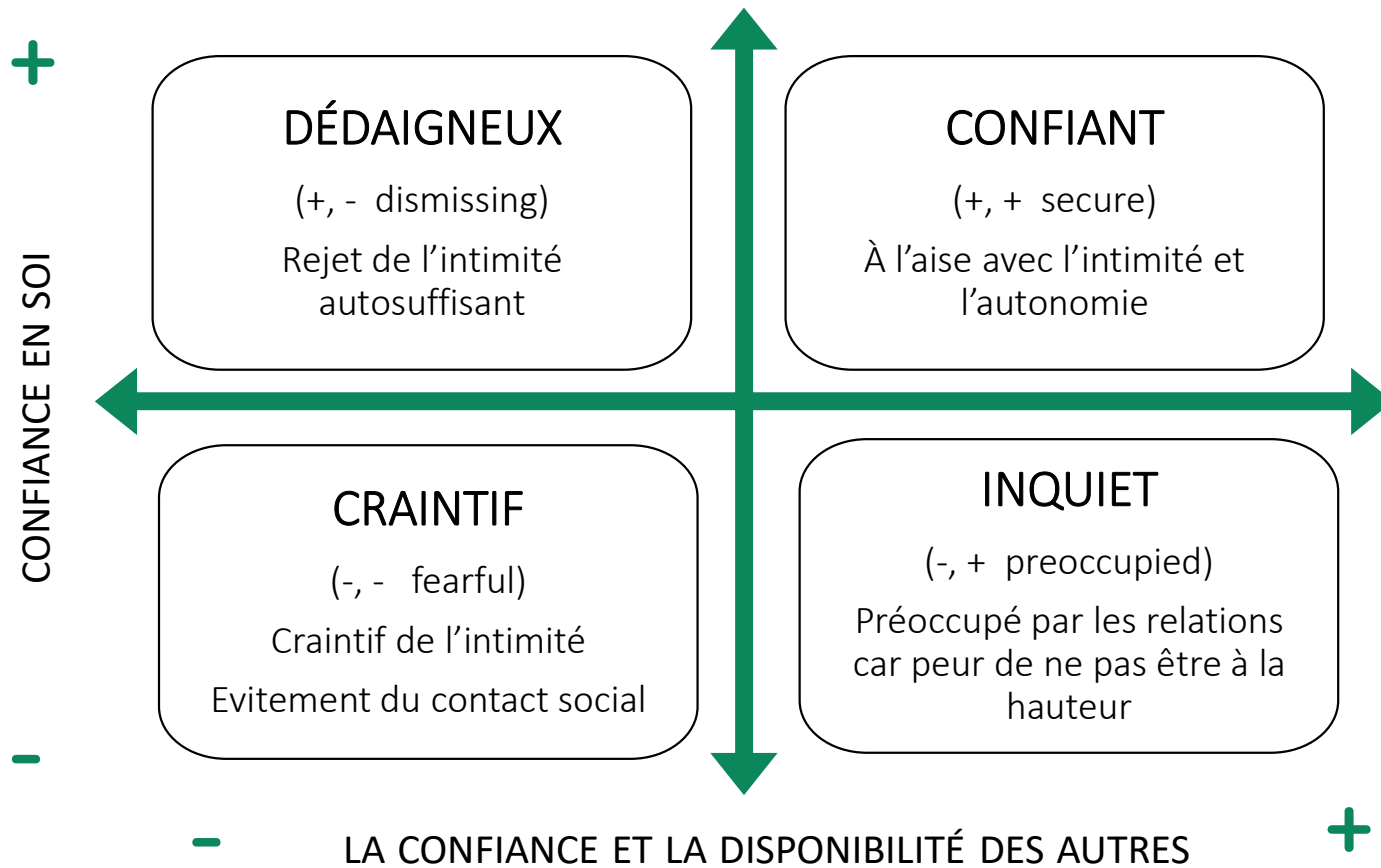 +
DÉDAIGNEUX
(+, - dismissing)
Rejet de l'intimité
autosuffisant
CONFIANT
(+, + secure)
À l'aise avec l'intimité et
l'autonomie
CONFIANCE EN SOI
CRAINTIF
(-, - fearful)
Craintif de l'intimité
Evitement du contact social
INQUIET
(-, + preoccupied)
Préoccupé par les relations
car peur de ne pas être à la
hauteur
-
- LA CONFIANCE ET LA DISPONIBILITÉ DES AUTRES +